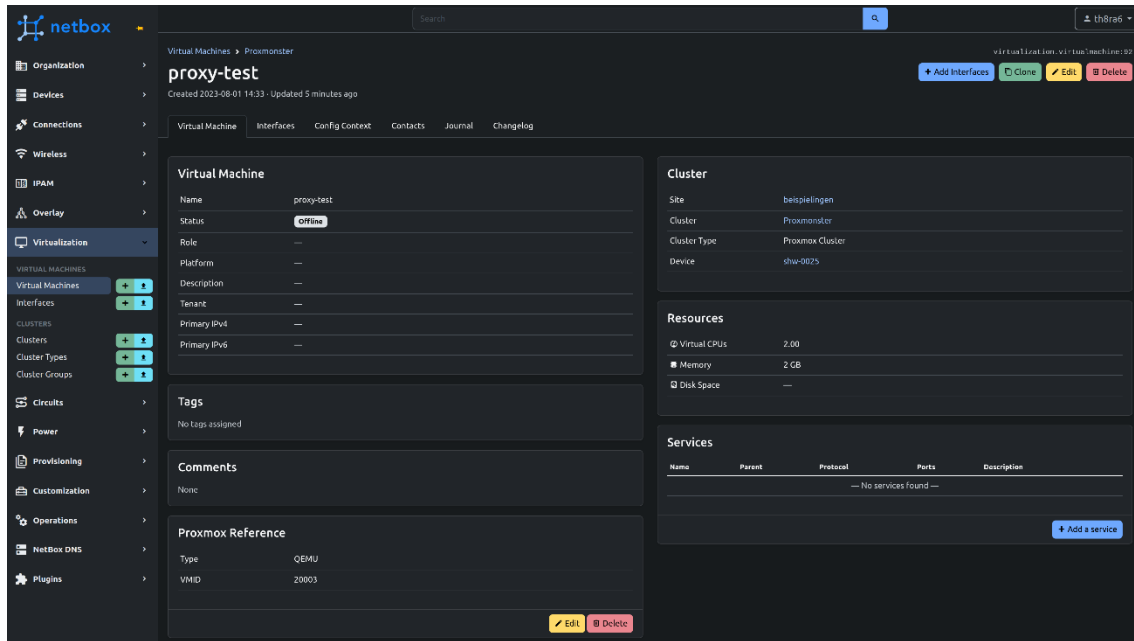 netbox
Search
th8ra6
Organization
Devices
Connections
Wireless
IPAM
Overlay
Virtualization
VIRTUAL MACHINES
Virtual Machines
Interfaces
CLUSTERS
Clusters
Cluster Types
Cluster Groups
Circuits
Power
Provisioning
Customization
Operations
NetBox DNS
Plugins
Virtual Machines > Proxmonster
virtualization.virtualmachine:92
proxy-test
Created 2023-08-01 14:33 · Updated 5 minutes ago
+ Add Interfaces Clone Edit Delete
Virtual Machine Interfaces Config Context Contacts Journal Changelog
Virtual Machine
Name proxy-test
Status Offline
Role —
Platform —
Description —
Tenant —
Primary IPv4 —
Primary IPv6 —
Tags
No tags assigned
Comments
None
Proxmox Reference
Type QEMU
VMID 20003
Edit Delete
Cluster
Site beispielingen
Cluster Proxmonster
Cluster Type Proxmox Cluster
Device shw-0025
Resources
Virtual CPUs 2.00
Memory 2 GB
Disk Space —
Services
Name Parent Protocol Ports Description
— No services found —
+ Add a service